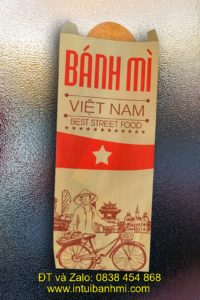 BÁNH MÌ
VIỆT NAM
BEST STREET FOOD
ĐT và Zalo: 0838 454 868
www.intuibanhmi.com